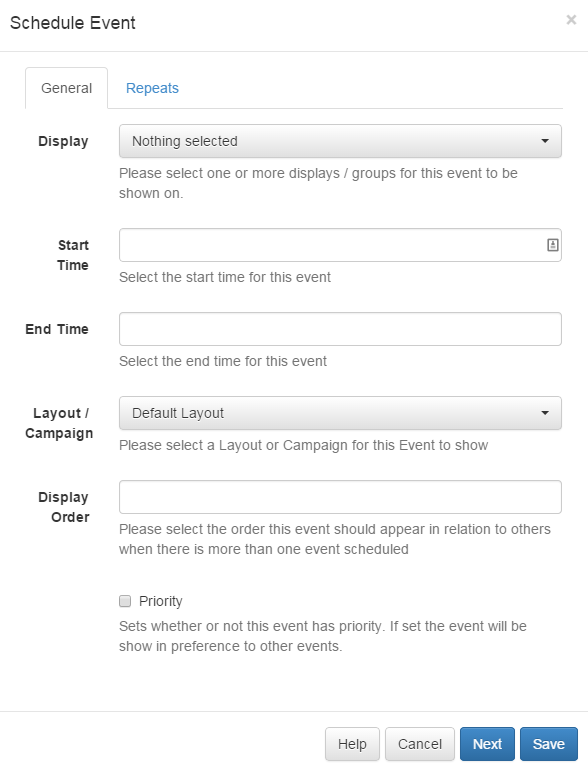 Schedule Event
×
General
Repeats
Display
Nothing selected
Please select one or more displays / groups for this event to be
shown on.
Start
Time
Select the start time for this event
End Time
Select the end time for this event
Layout /
Campaign
Default Layout
Please select a Layout or Campaign for this Event to show
Display
Order
Please select the order this event should appear in relation to others
when there is more than one event scheduled
Priority
Sets whether or not this event has priority. If set the event will be
show in preference to other events.
Help
Cancel
Next
Save